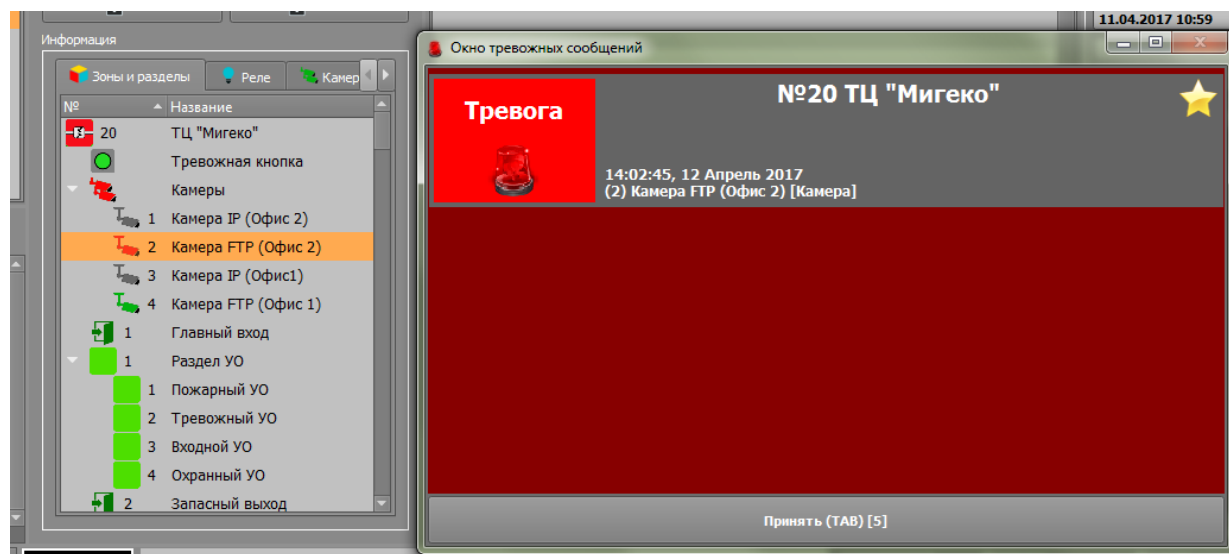 11.04.2017 10:59
Информация
Окно тревожных сообщений
Зоны и разделы Реле Камер
№ Название
20 ТЦ "Мигеко"
Тревожная кнопка
Камеры
1 Камера IP (Офис 2)
2 Камера FTP (Офис 2)
3 Камера IP (Офис1)
4 Камера FTP (Офис 1)
1 Главный вход
1 Раздел УО
1 Пожарный УО
2 Тревожный УО
3 Входной УО
4 Охранный УО
2 Запасный выход
Тревога
№20 ТЦ "Мигеко"
14:02:45, 12 Апрель 2017
(2) Камера FTP (Офис 2) [Камера]
Принять (TAB) [5]